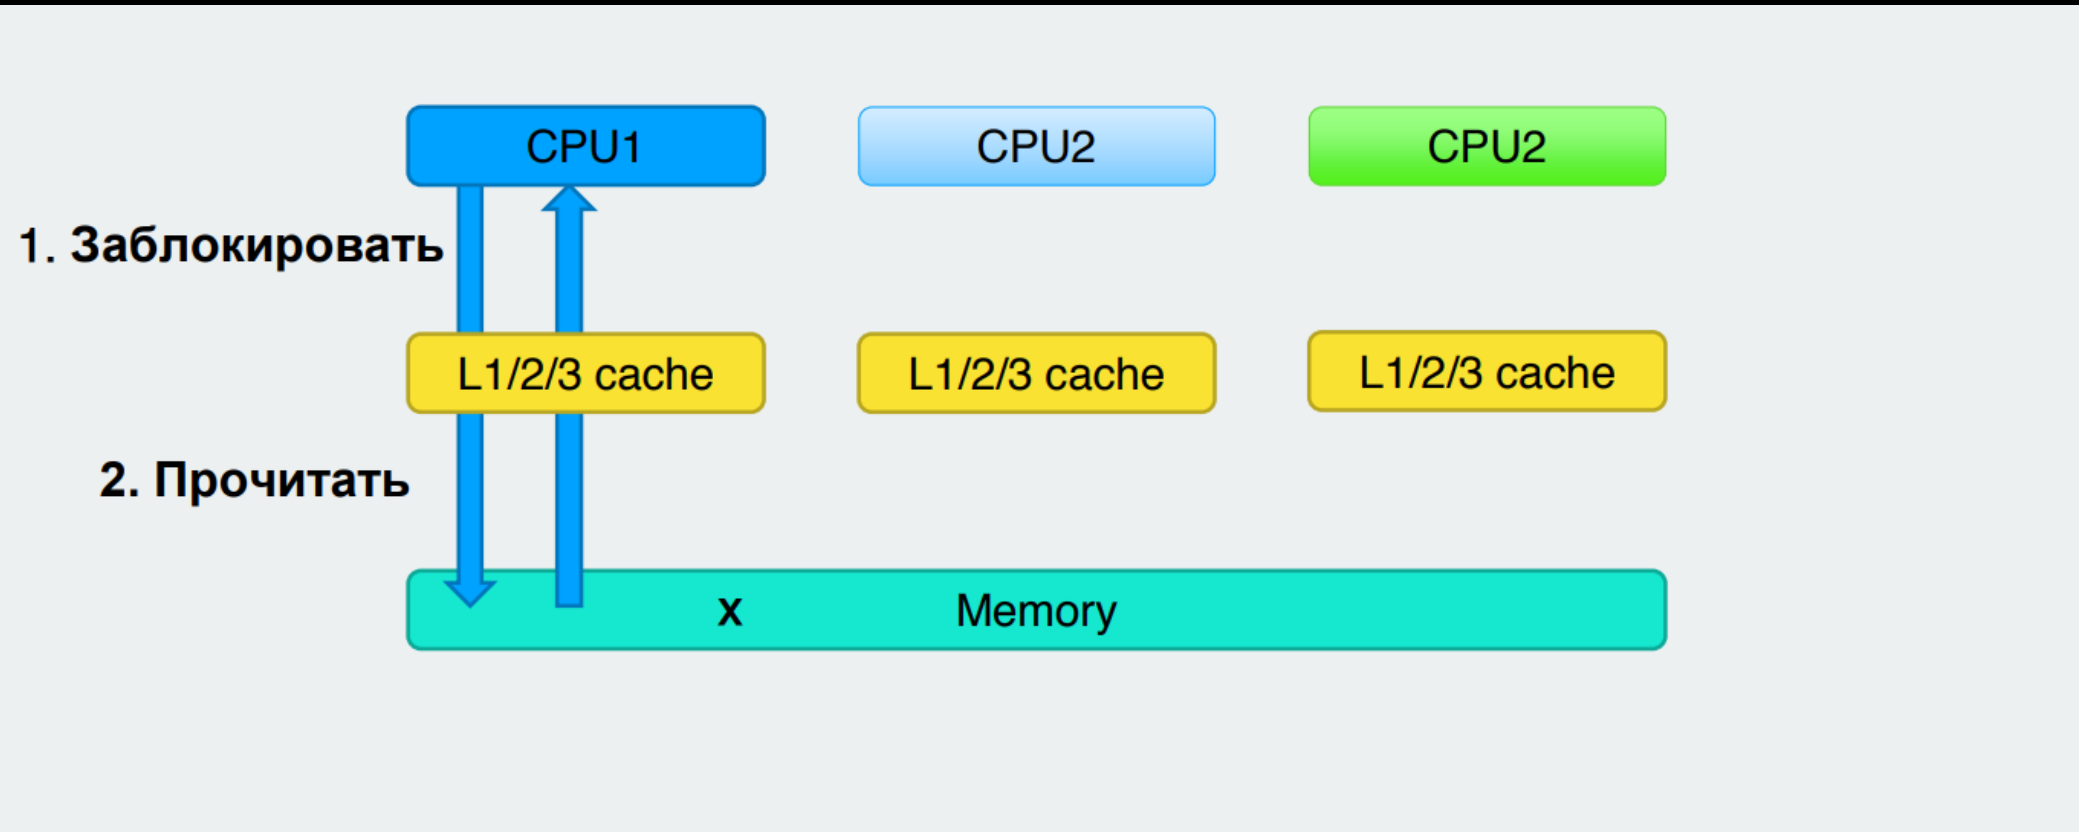 CPU1
CPU2
CPU2
1. Заблокировать
L1/2/3 cache
L1/2/3 cache
L1/2/3 cache
2. Прочитать
x
Memory